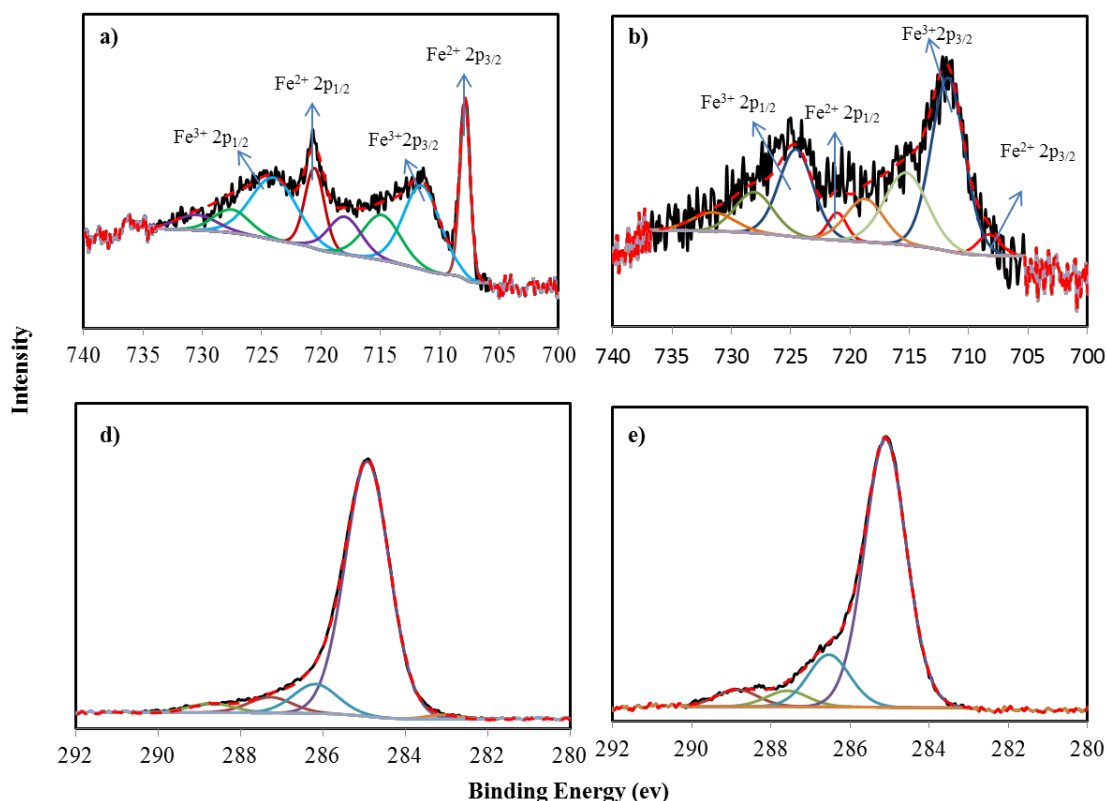 a)
Fe²⁺ 2p₃/₂
Fe²⁺ 2p₁/₂
Fe³⁺ 2p₁/₂
Fe³⁺2p₃/₂
740 735 730 725 720 715 710 705 700
b)
Fe³⁺2p₃/₂
Fe³⁺ 2p₁/₂
Fe²⁺ 2p₁/₂
Fe²⁺ 2p₃/₂
740 735 730 725 720 715 710 705 700
Intensity
d)
292 290 288 286 284 282 280
e)
292 290 288 286 284 282 280
Binding Energy (ev)